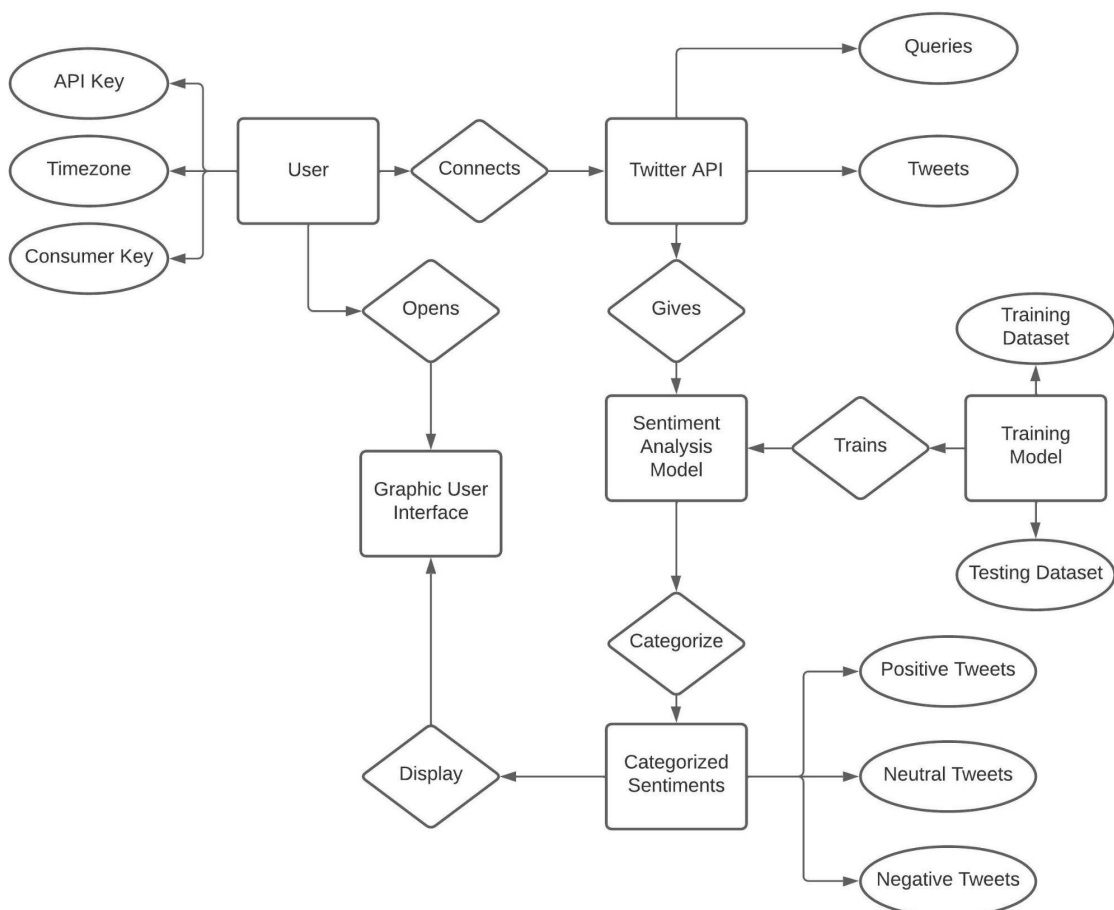 Queries
API Key
User
Connects
Twitter API
Timezone
Tweets
Consumer Key
Opens
Gives
Training
Dataset
Sentiment
Analysis
Model
Trains
Training
Model
Graphic User
Interface
Testing Dataset
Categorize
Positive Tweets
Display
Categorized
Sentiments
Neutral Tweets
Negative Tweets